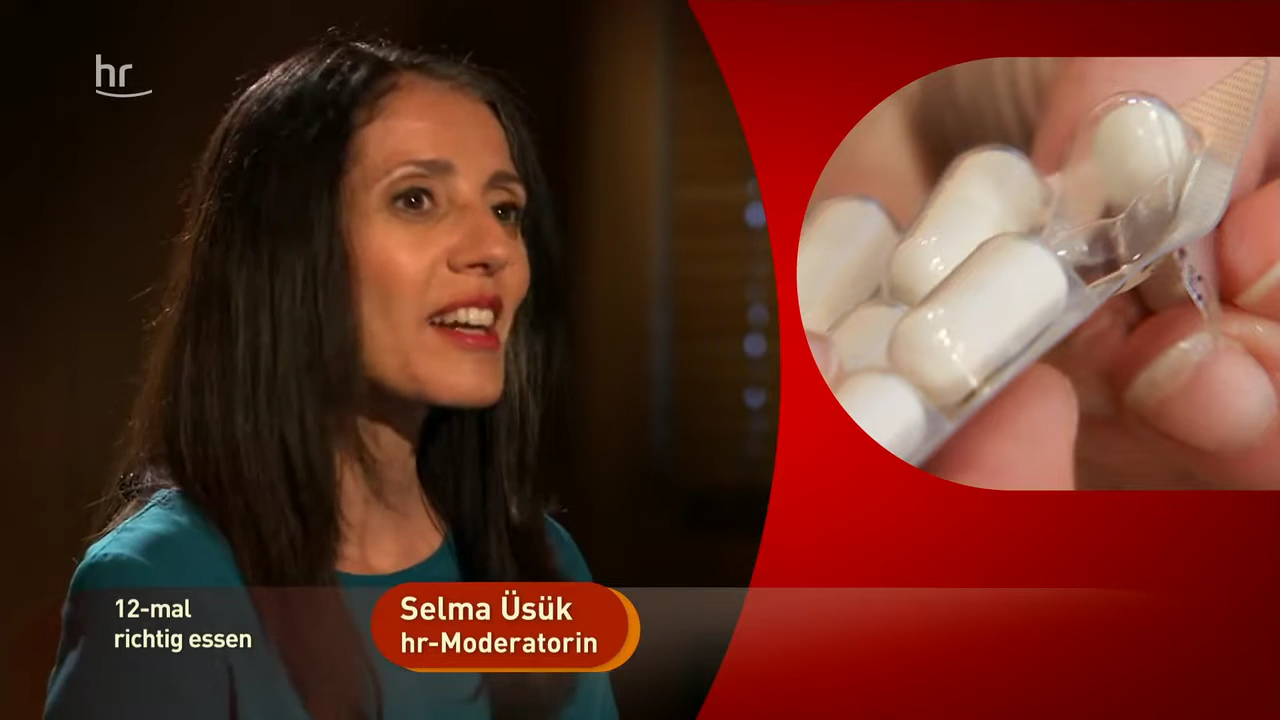 hr
12-mal
richtig essen
Selma Üsük
hr-Moderatorin